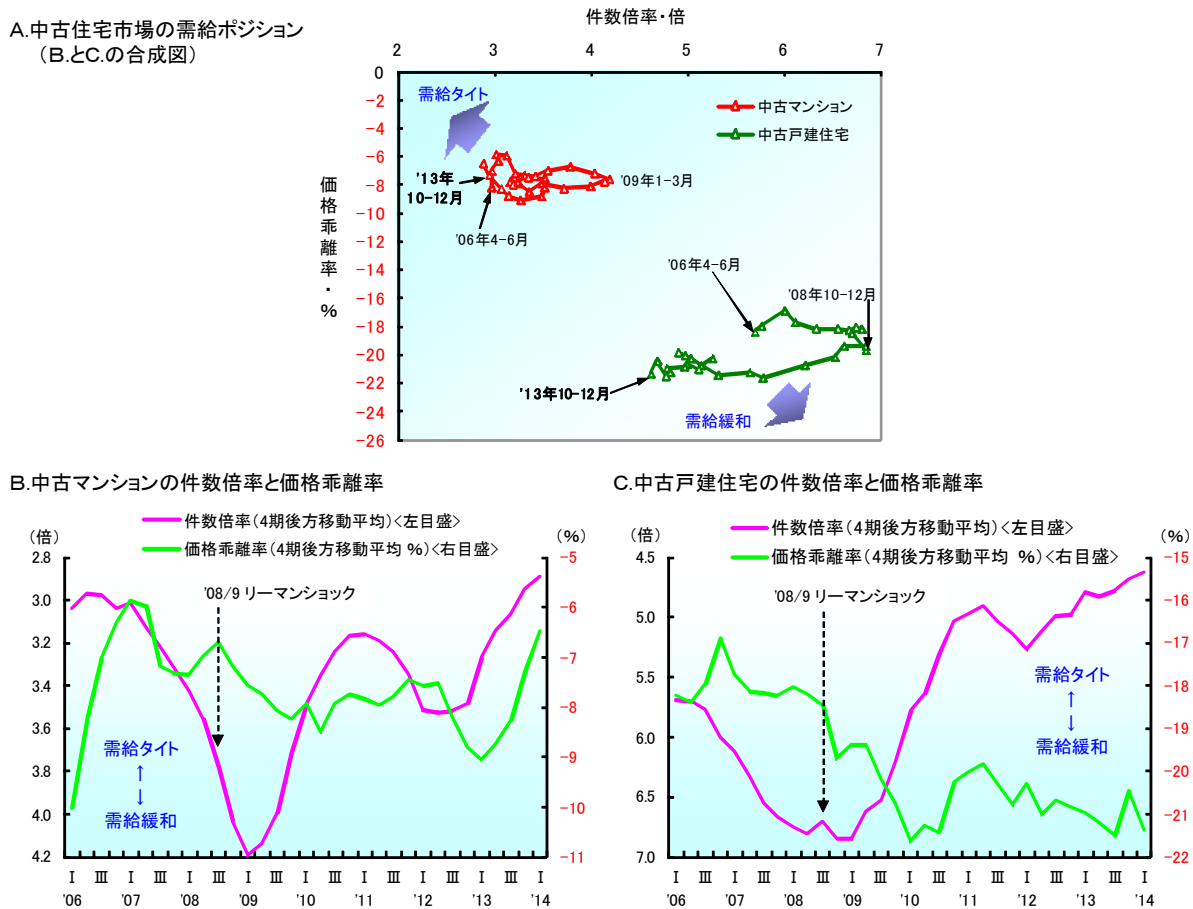 A.中古住宅市場の需給ポジション
（B.とC.の合成図）
件数倍率・倍
2 3 4 5 6 7
0
-2
-4
-6
-8
-10
-12
-14
-16
-18
-20
-22
-24
-26
価格乖離率・%
需給タイト
中古マンション
中古戸建住宅
'13年
10-12月
'09年1-3月
'06年4-6月
'06年4-6月
'08年10-12月
'13年10-12月
需給緩和
B.中古マンションの件数倍率と価格乖離率
件数倍率(4期後方移動平均)<左目盛>
価格乖離率(4期後方移動平均 %)<右目盛>
(倍)
(%)
'08/9 リーマンショック
2.8
3.0
3.2
3.4
3.6
3.8
4.0
4.2
-5
-6
-7
-8
-9
-10
-11
需給タイト
↑
↓
需給緩和
Ⅰ Ⅲ Ⅰ Ⅲ Ⅰ Ⅲ Ⅰ Ⅲ Ⅰ Ⅲ Ⅰ Ⅲ Ⅰ Ⅲ Ⅰ Ⅲ Ⅰ
'06 '07 '08 '09 '10 '11 '12 '13 '14
C.中古戸建住宅の件数倍率と価格乖離率
件数倍率(4期後方移動平均)<左目盛>
価格乖離率(4期後方移動平均 %)<右目盛>
(倍)
(%)
'08/9 リーマンショック
4.5
5.0
5.5
6.0
6.5
7.0
-15
-16
-17
-18
-19
-20
-21
-22
需給タイト
↑
↓
需給緩和
Ⅰ Ⅲ Ⅰ Ⅲ Ⅰ Ⅲ Ⅰ Ⅲ Ⅰ Ⅲ Ⅰ Ⅲ Ⅰ Ⅲ Ⅰ Ⅲ Ⅰ
'06 '07 '08 '09 '10 '11 '12 '13 '14